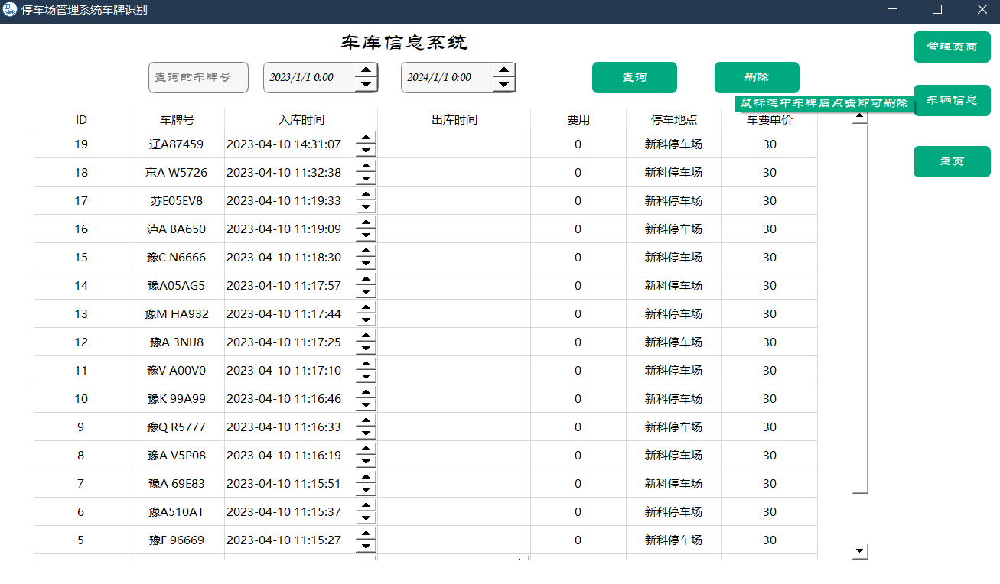 停车场管理系统车牌识别
车库信息系统
管理页面
查询的车牌号 2023/1/1 0:00 2024/1/1 0:00 查询 删除
鼠标选中车牌后点击即可删除
车辆信息
ID 车牌号 入库时间 出库时间 费用 停车地点 车费单价
19 辽A87459 2023-04-10 14:31:07 0 新科停车场 30
主页
18 京A W5726 2023-04-10 11:32:38 0 新科停车场 30
17 苏E05EV8 2023-04-10 11:19:33 0 新科停车场 30
16 泸A BA650 2023-04-10 11:19:09 0 新科停车场 30
15 豫C N6666 2023-04-10 11:18:30 0 新科停车场 30
14 豫A05AG5 2023-04-10 11:17:57 0 新科停车场 30
13 豫M HA932 2023-04-10 11:17:44 0 新科停车场 30
12 豫A 3NIJ8 2023-04-10 11:17:25 0 新科停车场 30
11 豫V A00V0 2023-04-10 11:17:10 0 新科停车场 30
10 豫K 99A99 2023-04-10 11:16:46 0 新科停车场 30
9 豫Q R5777 2023-04-10 11:16:33 0 新科停车场 30
8 豫A V5P08 2023-04-10 11:16:19 0 新科停车场 30
7 豫A 69E83 2023-04-10 11:15:51 0 新科停车场 30
6 豫A510AT 2023-04-10 11:15:37 0 新科停车场 30
5 豫F 96669 2023-04-10 11:15:27 0 新科停车场 30